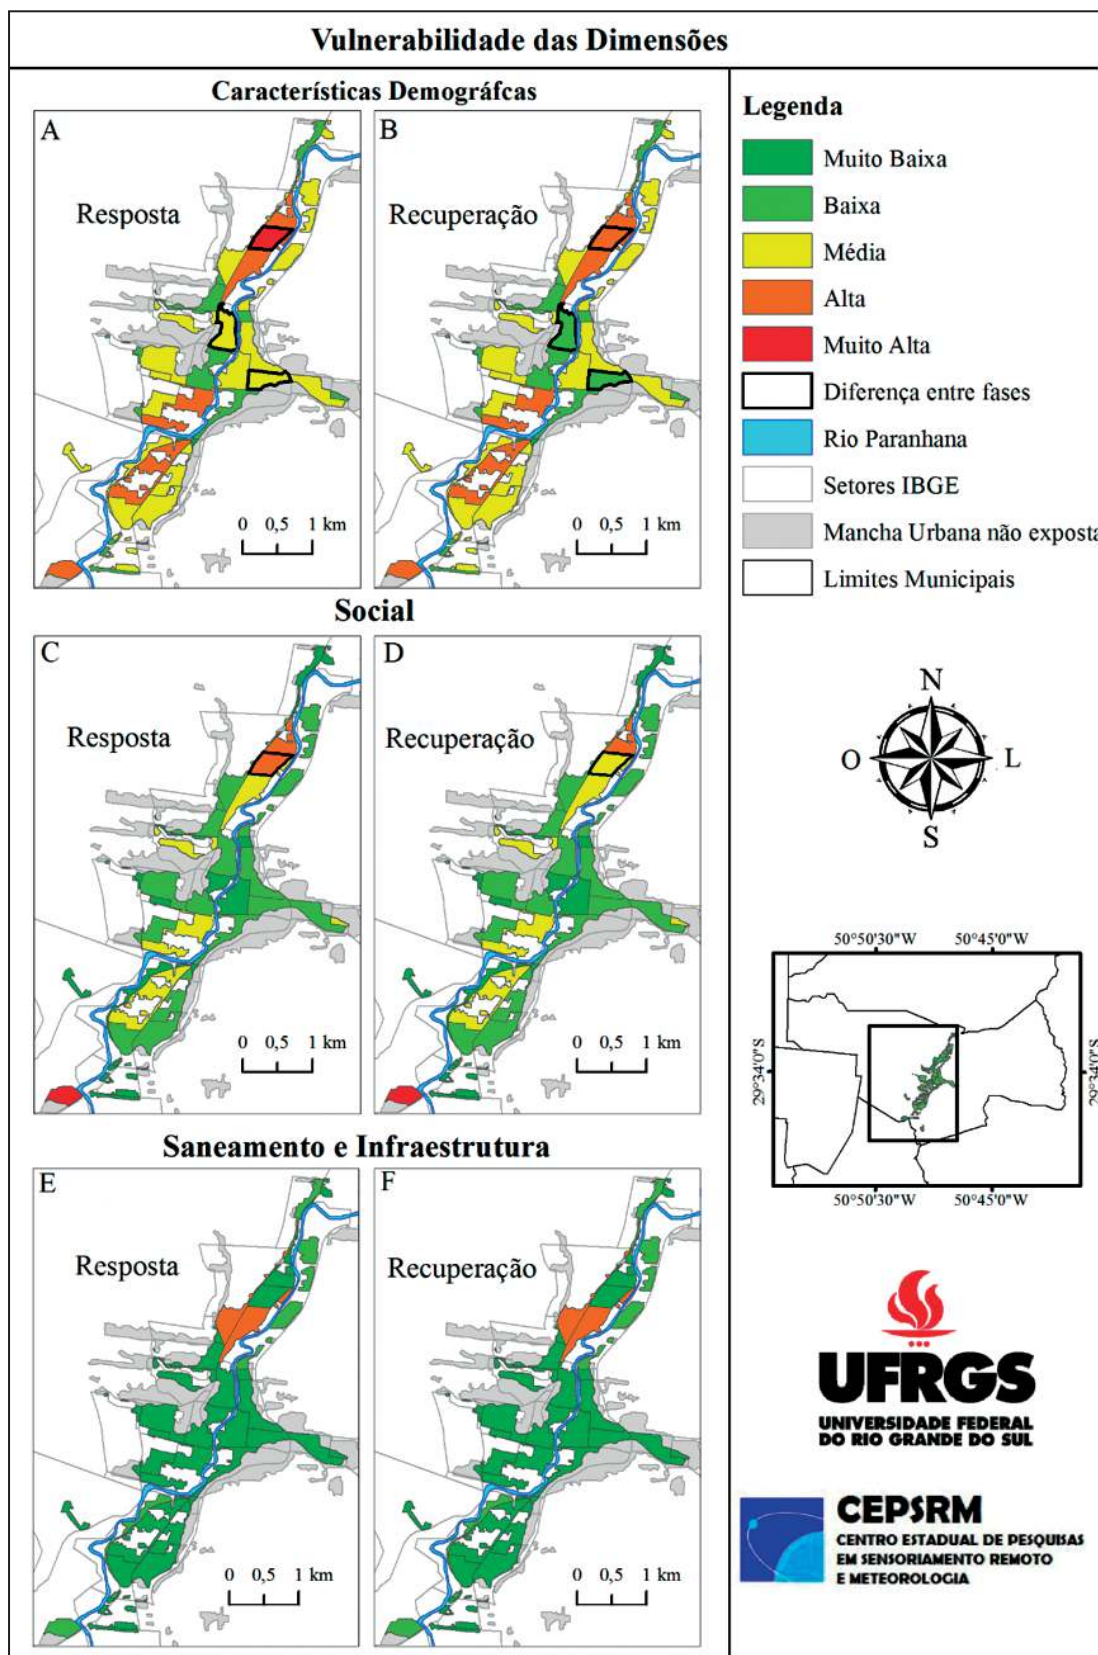 Vulnerabilidade das Dimensões
Características Demográfcas
A
Resposta
0 0,5 1 km
B
Recuperação
0 0,5 1 km
Social
C
Resposta
0 0,5 1 km
D
Recuperação
0 0,5 1 km
Saneamento e Infraestrutura
E
Resposta
0 0,5 1 km
F
Recuperação
0 0,5 1 km
Legenda
Muito Baixa
Baixa
Média
Alta
Muito Alta
Diferença entre fases
Rio Paranhana
Setores IBGE
Mancha Urbana não exposta
Limites Municipais
N
O L
S
50°50'30"W 50°45'0"W
29°34'0"S 29°34'0"S
50°50'30"W 50°45'0"W
UFRGS
UNIVERSIDADE FEDERAL
DO RIO GRANDE DO SUL
CEPSRM
CENTRO ESTADUAL DE PESQUISAS
EM SENSORIAMENTO REMOTO
E METEOROLOGIA